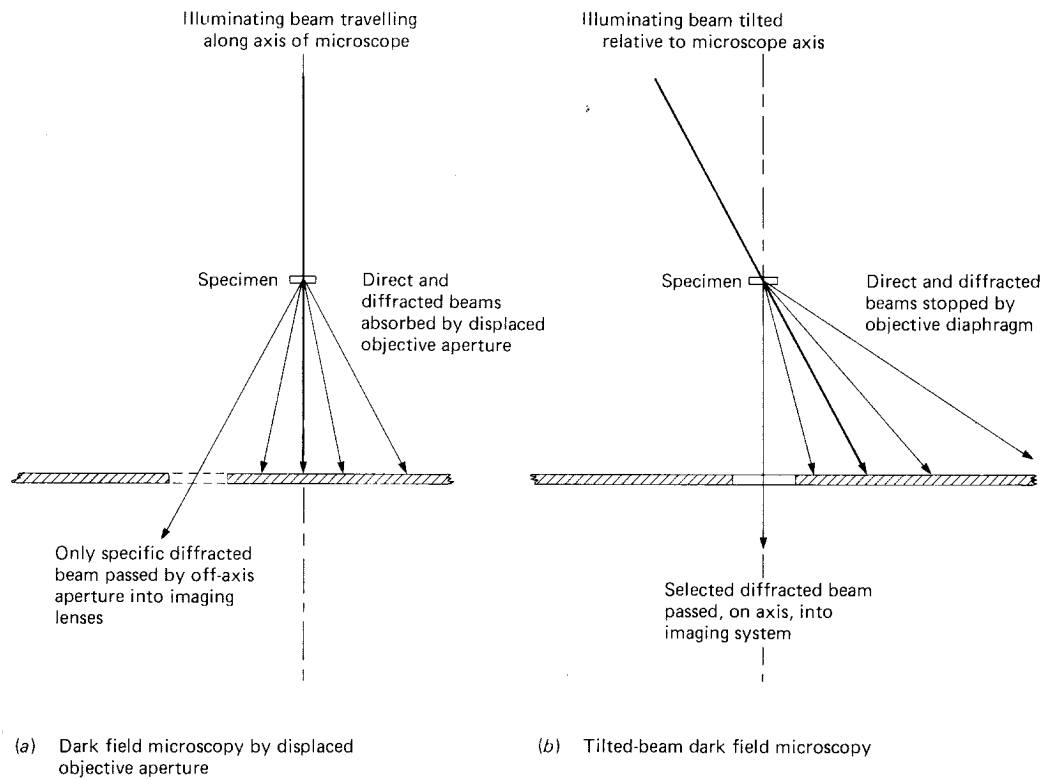 Illuminating beam travelling
along axis of microscope
Specimen
Direct and
diffracted beams
absorbed by displaced
objective aperture
Only specific diffracted
beam passed by off-axis
aperture into imaging
lenses
(a) Dark field microscopy by displaced
objective aperture
Illuminating beam tilted
relative to microscope axis
Specimen
Direct and diffracted
beams stopped by
objective diaphragm
Selected diffracted beam
passed, on axis, into
imaging system
(b) Tilted-beam dark field microscopy